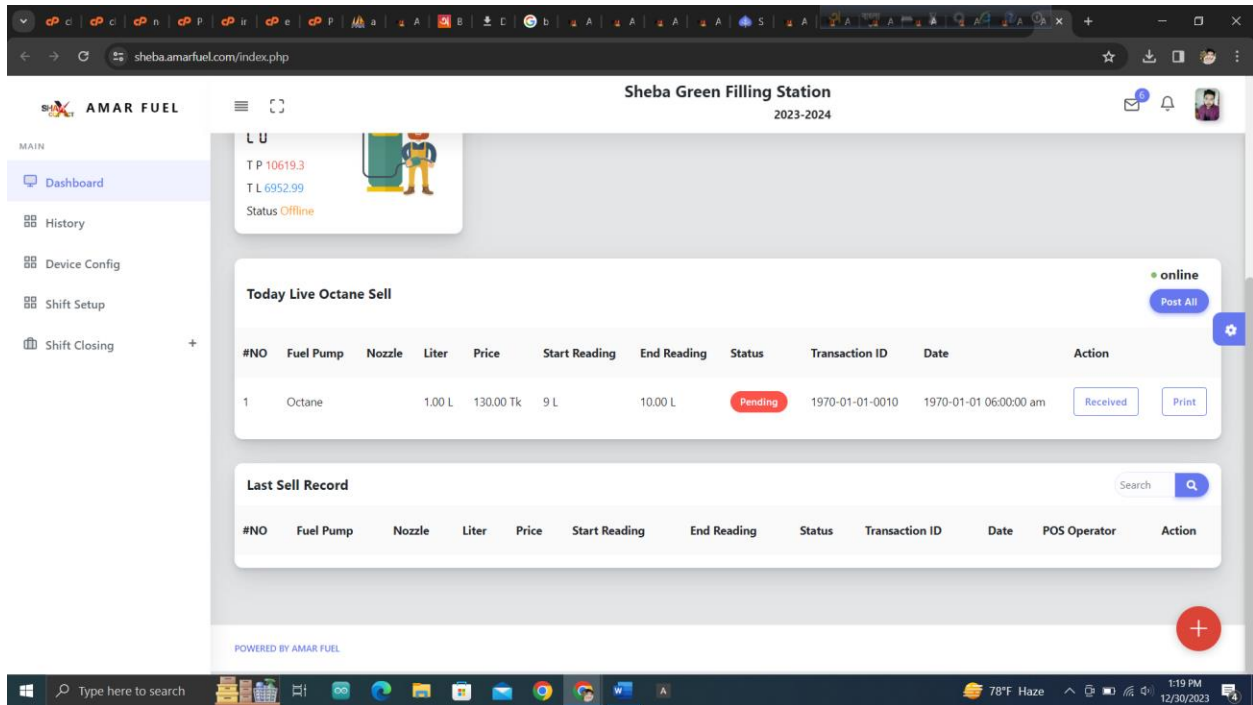 sheba.amarfuel.com/index.php
AMAR FUEL
Sheba Green Filling Station
2023-2024
6
MAIN
Dashboard
History
Device Config
Shift Setup
Shift Closing +
L U
T P 10619.3
T L 6952.99
Status Offline
online
Today Live Octane Sell
Post All
#NO Fuel Pump Nozzle Liter Price Start Reading End Reading Status Transaction ID Date Action
1 Octane 1.00 L 130.00 Tk 9 L 10.00 L Pending 1970-01-01-0010 1970-01-01 06:00:00 am Received Print
Last Sell Record
Search
#NO Fuel Pump Nozzle Liter Price Start Reading End Reading Status Transaction ID Date POS Operator Action
POWERED BY AMAR FUEL
Type here to search
78°F Haze
1:19 PM
12/30/2023
4